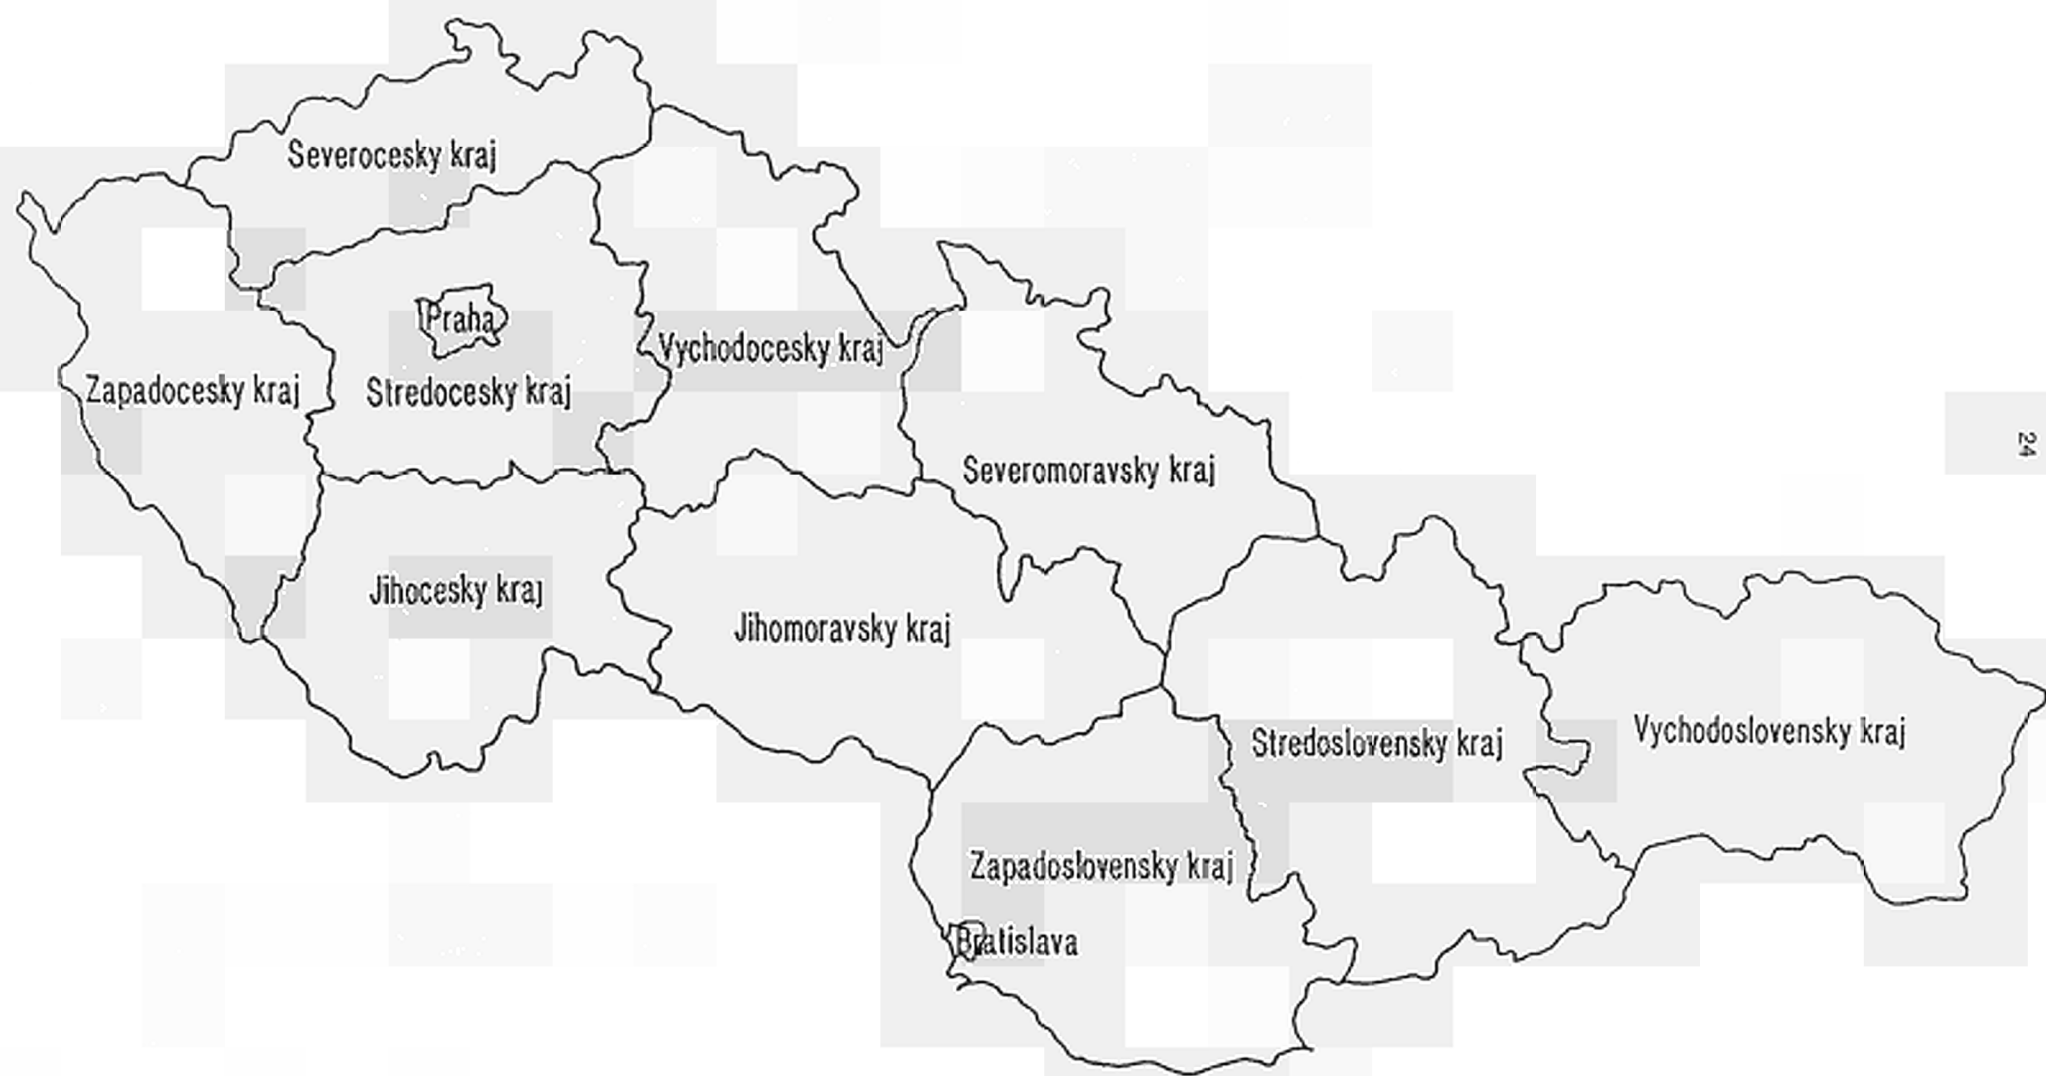 Severocesky kraj
Praha
Vychodocesky kraj
Zapadocesky kraj
Stredocesky kraj
24
Severomoravsky kraj
Jihocesky kraj
Jihomoravsky kraj
Vychodoslovensky kraj
Stredoslovensky kraj
Zapadoslovensky kraj
Bratislava